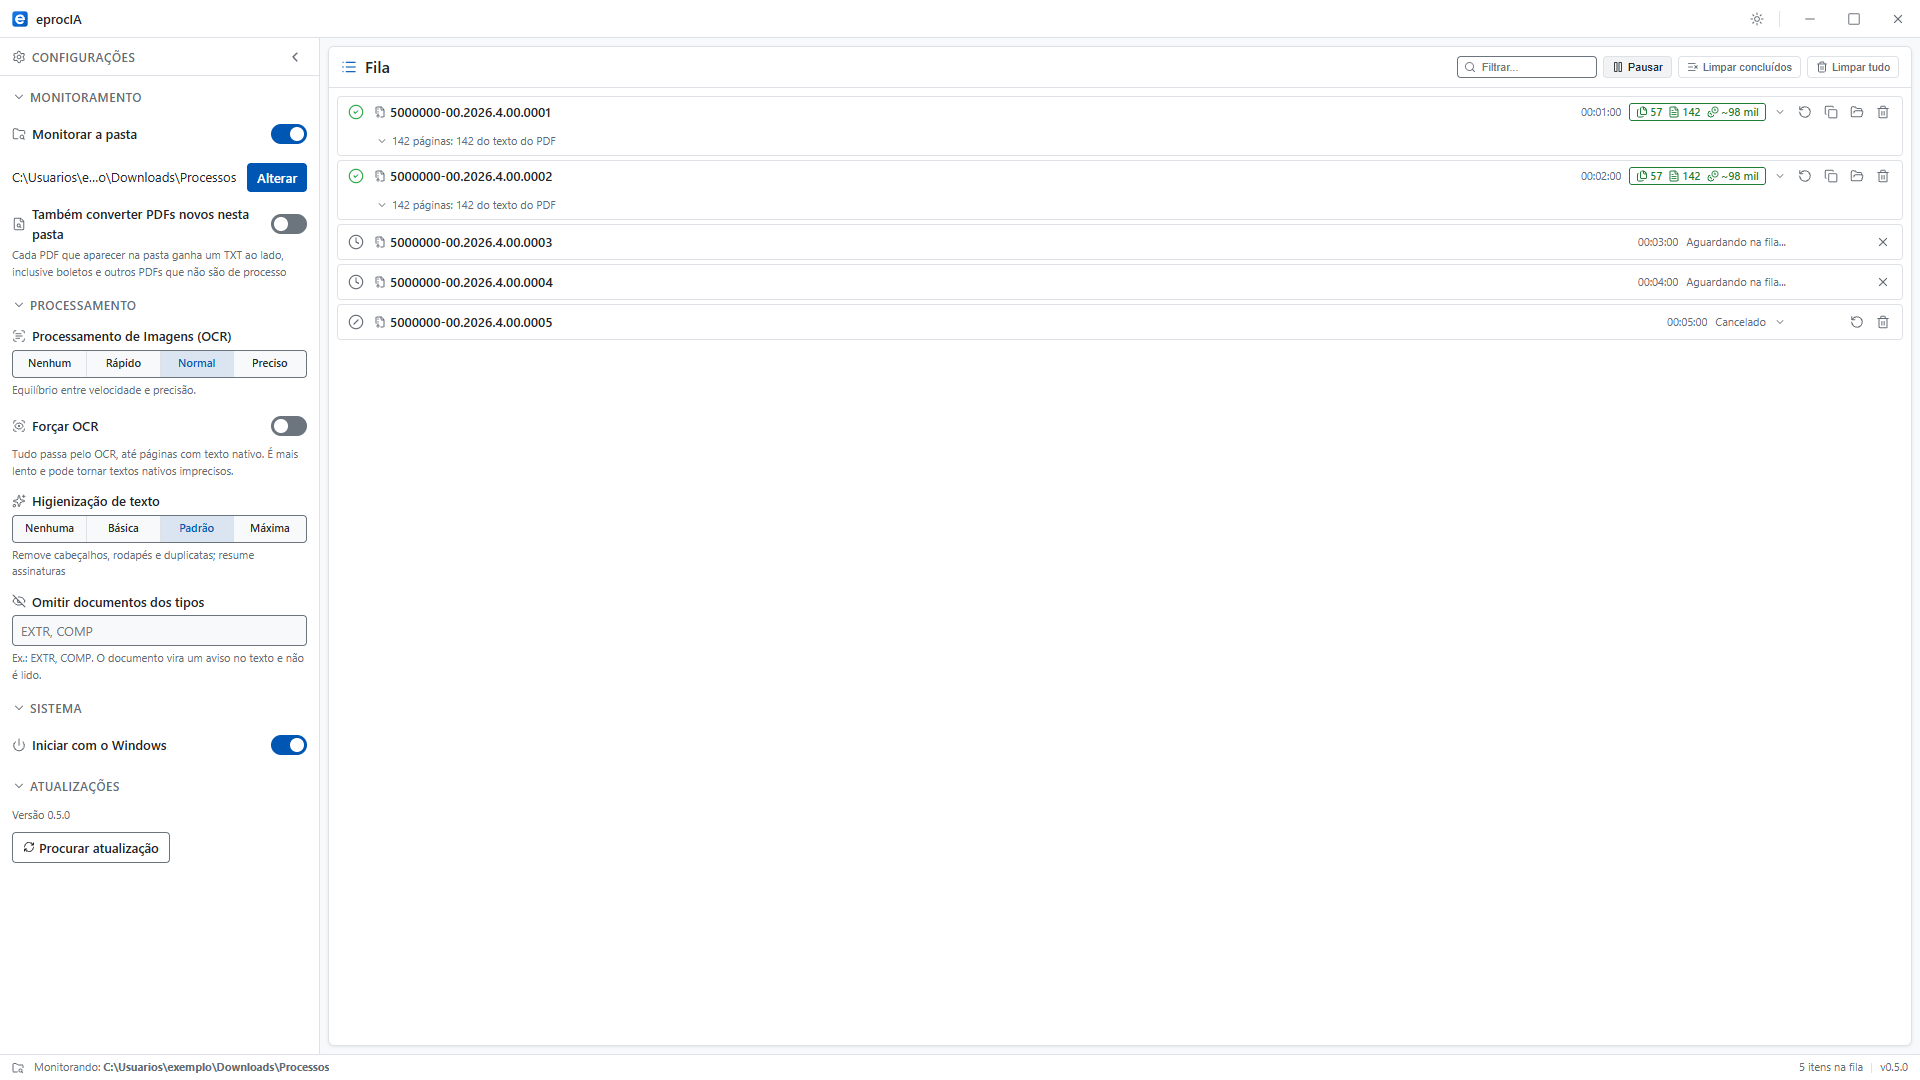 eprocIA
CONFIGURAÇÕES
MONITORAMENTO
Monitorar a pasta
C:\Usuarios\e...o\Downloads\Processos
Alterar
Também converter PDFs novos nesta
pasta
Cada PDF que aparecer na pasta ganha um TXT ao lado,
inclusive boletos e outros PDFs que não são de processo
PROCESSAMENTO
Processamento de Imagens (OCR)
Nenhum Rápido Normal Preciso
Equilíbrio entre velocidade e precisão.
Forçar OCR
Tudo passa pelo OCR, até páginas com texto nativo. É mais
lento e pode tornar textos nativos imprecisos.
Higienização de texto
Nenhuma Básica Padrão Máxima
Remove cabeçalhos, rodapés e duplicatas; resume
assinaturas
Omitir documentos dos tipos
EXTR, COMP
Ex.: EXTR, COMP. O documento vira um aviso no texto e não
é lido.
SISTEMA
Iniciar com o Windows
ATUALIZAÇÕES
Versão 0.5.0
Procurar atualização
Fila
Filtrar... Pausar Limpar concluídos Limpar tudo
5000000-00.2026.4.00.0001 00:01:00 57 142 ~98 mil
142 páginas: 142 do texto do PDF
5000000-00.2026.4.00.0002 00:02:00 57 142 ~98 mil
142 páginas: 142 do texto do PDF
5000000-00.2026.4.00.0003 00:03:00 Aguardando na fila...
5000000-00.2026.4.00.0004 00:04:00 Aguardando na fila...
5000000-00.2026.4.00.0005 00:05:00 Cancelado
Monitorando: C:\Usuarios\exemplo\Downloads\Processos
5 itens na fila v0.5.0